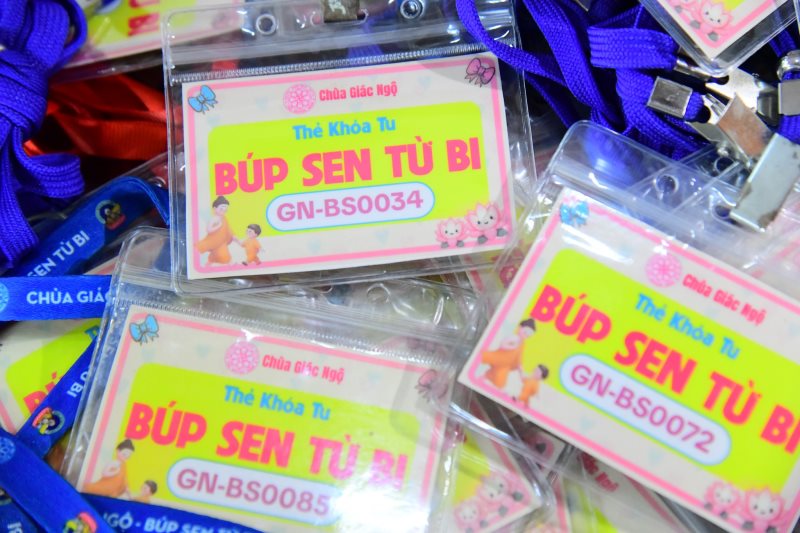 Chùa Giác Ngộ
Thẻ Khóa Tu
BÚP SEN TỪ BI
GN-BS0034
Chùa Giác Ngộ
Thẻ Khóa Tu
BÚP SEN TỪ BI
GN-BS0072
Chùa Giác Ngộ
Thẻ Khóa Tu
BÚP SEN TỪ BI
GN-BS0085
SEN TỪ BI
CHÙA GIÁC
NGỘ - BÚP SEN TỪ BI